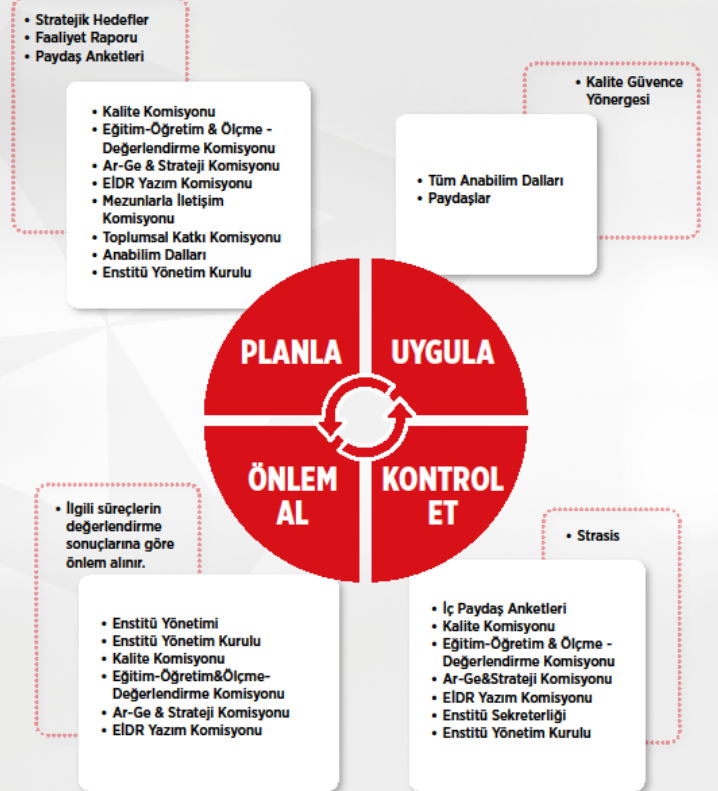 • Stratejik Hedefler
• Faaliyet Raporu
• Paydaş Anketleri
• Kalite Komisyonu
• Eğitim-Öğretim & Ölçme -
Değerlendirme Komisyonu
• Ar-Ge & Strateji Komisyonu
• EİDR Yazım Komisyonu
• Mezunlarla İletişim
Komisyonu
• Toplumsal Katkı Komisyonu
• Anabilim Dalları
• Enstitü Yönetim Kurulu
• Kalite Güvence
Yönergesi
• Tüm Anabilim Dalları
• Paydaşlar
PLANLA
UYGULA
ÖNLEM
AL
KONTROL
ET
• İlgili süreçlerin
değerlendirme
sonuçlarına göre
önlem alınır.
• Enstitü Yönetimi
• Enstitü Yönetim Kurulu
• Kalite Komisyonu
• Eğitim-Öğretim&Ölçme-
Değerlendirme Komisyonu
• Ar-Ge & Strateji Komisyonu
• EİDR Yazım Komisyonu
• Strasis
• İç Paydaş Anketleri
• Kalite Komisyonu
• Eğitim-Öğretim & Ölçme -
Değerlendirme Komisyonu
• Ar-Ge&Strateji Komisyonu
• EİDR Yazım Komisyonu
• Enstitü Sekreterliği
• Enstitü Yönetim Kurulu